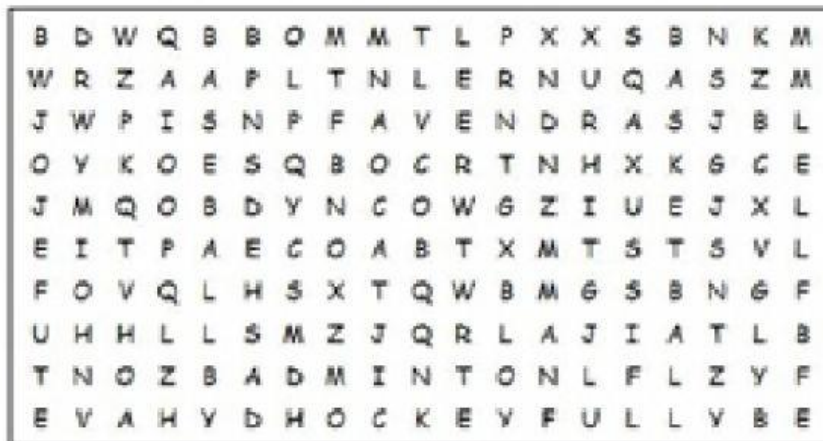 B D W Q B B O M M T L P X X S B N K M
W R Z A A P L T N L E R N U Q A S Z M
J W P I S N P F A V E N D R A S J B L
O Y K O E S Q B O C R T N H X K G C E
J M Q O B D Y N C O W G Z I U E J X L
E I T P A E C O A B T X M T S T S V L
F O V Q L H S X T Q W B M G S B N G F
U H H L L S M Z J Q R L A J I A T L B
T N O Z B A D M I N T O N L F L Z Y F
E V A H Y D H O C K E Y F U L L Y B E